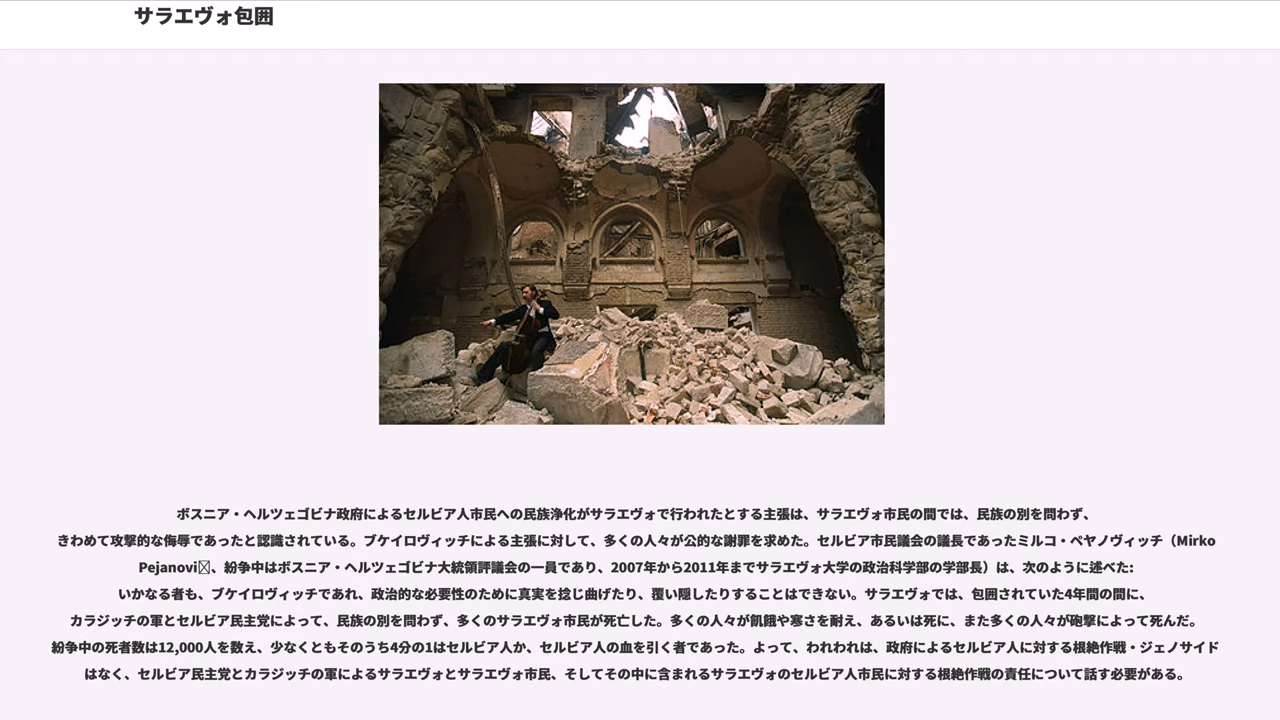 サラエヴォ包囲
ボスニア・ヘルツェゴビナ政府によるセルビア人市民への民族浄化がサラエヴォで行われたとする主張は、サラエヴォ市民の間では、民族の別を問わず、
きわめて攻撃的な侮辱であったと認識されている。ブケイロヴィッチによる主張に対して、多くの人々が公的な謝罪を求めた。セルビア市民議会の議長であったミルコ・ペヤノヴィッチ（Mirko
Pejanovi□、紛争中はボスニア・ヘルツェゴビナ大統領評議会の一員であり、2007年から2011年までサラエヴォ大学の政治科学部の学部長）は、次のように述べた:
いかなる者も、ブケイロヴィッチであれ、政治的な必要性のために真実を捻じ曲げたり、覆い隠したりすることはできない。サラエヴォでは、包囲されていた4年間の間に、
カラジッチの軍とセルビア民主党によって、民族の別を問わず、多くのサラエヴォ市民が死亡した。多くの人々が飢餓や寒さを耐え、あるいは死に、また多くの人々が砲撃によって死んだ。
紛争中の死者数は12,000人を数え、少なくともそのうち4分の1はセルビア人か、セルビア人の血を引く者であった。よって、われわれは、政府によるセルビア人に対する根絶作戦・ジェノサイド
はなく、セルビア民主党とカラジッチの軍によるサラエヴォとサラエヴォ市民、そしてその中に含まれるサラエヴォのセルビア人市民に対する根絶作戦の責任について話す必要がある。